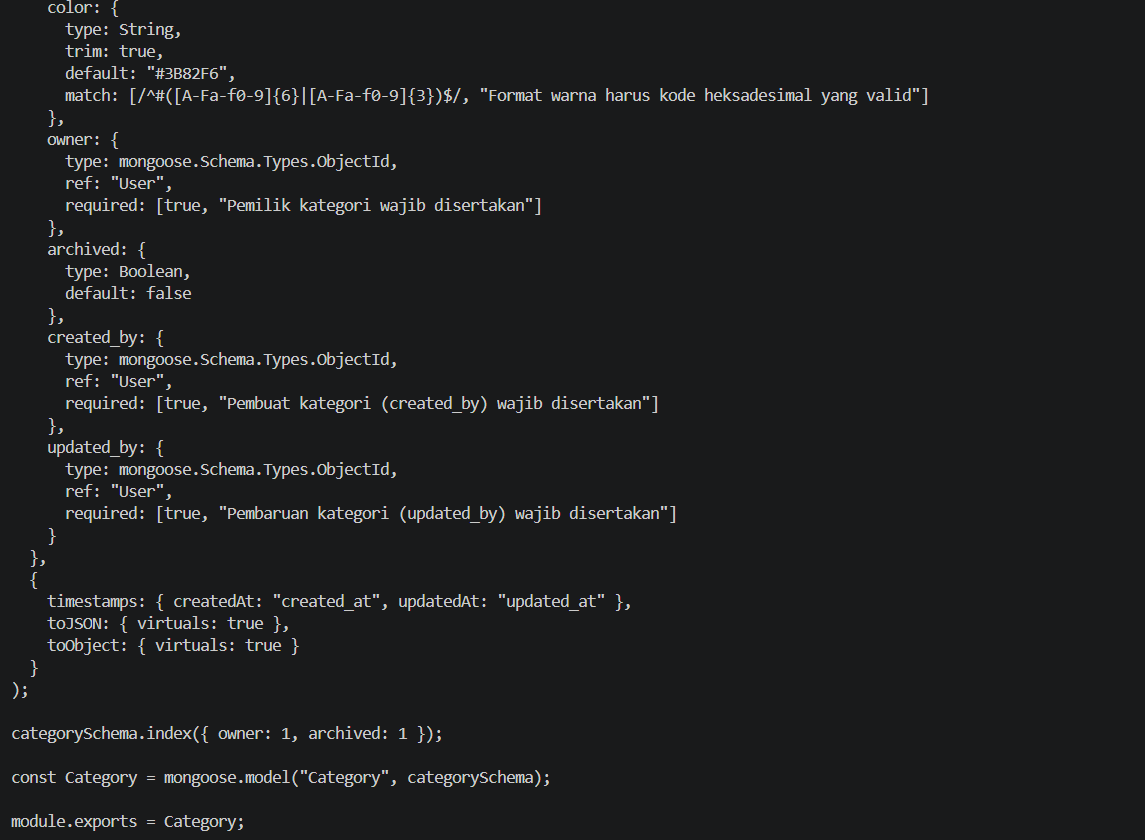 color: {
type: String,
trim: true,
default: "#3B82F6",
match: [/^#([A-Fa-f0-9]{6}|[A-Fa-f0-9]{3})$/, "Format warna harus kode heksadesimal yang valid"]
},
owner: {
type: mongoose.Schema.Types.ObjectId,
ref: "User",
required: [true, "Pemilik kategori wajib disertakan"]
},
archived: {
type: Boolean,
default: false
},
created_by: {
type: mongoose.Schema.Types.ObjectId,
ref: "User",
required: [true, "Pembuat kategori (created_by) wajib disertakan"]
},
updated_by: {
type: mongoose.Schema.Types.ObjectId,
ref: "User",
required: [true, "Pembaruan kategori (updated_by) wajib disertakan"]
}
},
{
timestamps: { createdAt: "created_at", updatedAt: "updated_at" },
toJSON: { virtuals: true },
toObject: { virtuals: true }
}
);
categorySchema.index({ owner: 1, archived: 1 });
const Category = mongoose.model("Category", categorySchema);
module.exports = Category;